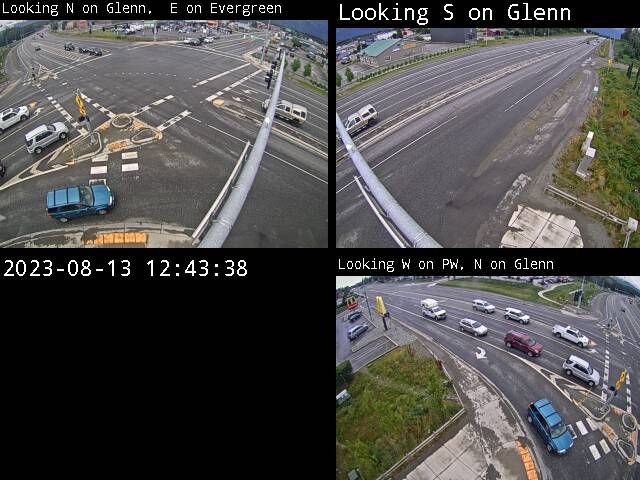 Looking N on Glenn, E on Evergreen
Looking S on Glenn
2023-08-13 12:43:38
Looking W on PW, N on Glenn